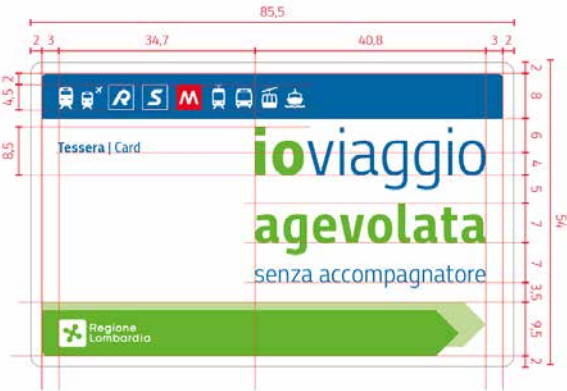 85,5
2 3 34,7 40,8 3 2
2
4,5
8,5
R S M
Tessera | Card
ioviaggio
agevolata
senza accompagnatore
Regione
Lombardia
2
8
6
4
5
7
7
3,5
9,5
2
54